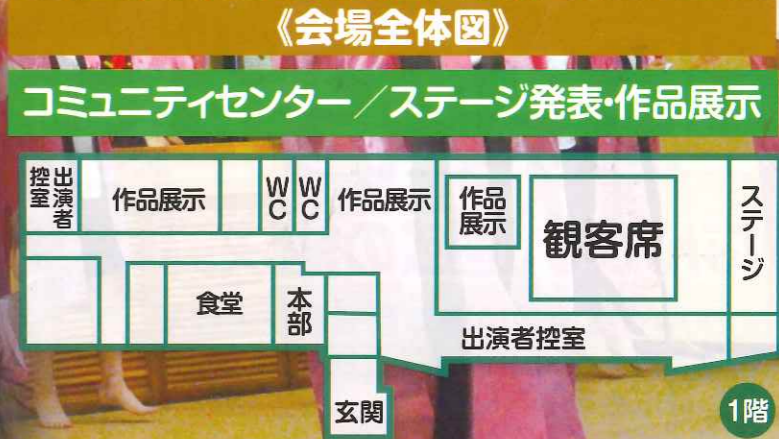 《会場全体図》
コミュニティセンター／ステージ発表・作品展示
出演者
控室
作品展示
WC
WC
作品展示
作品
展示
観客席
ステージ
食堂
本部
出演者控室
玄関
1階